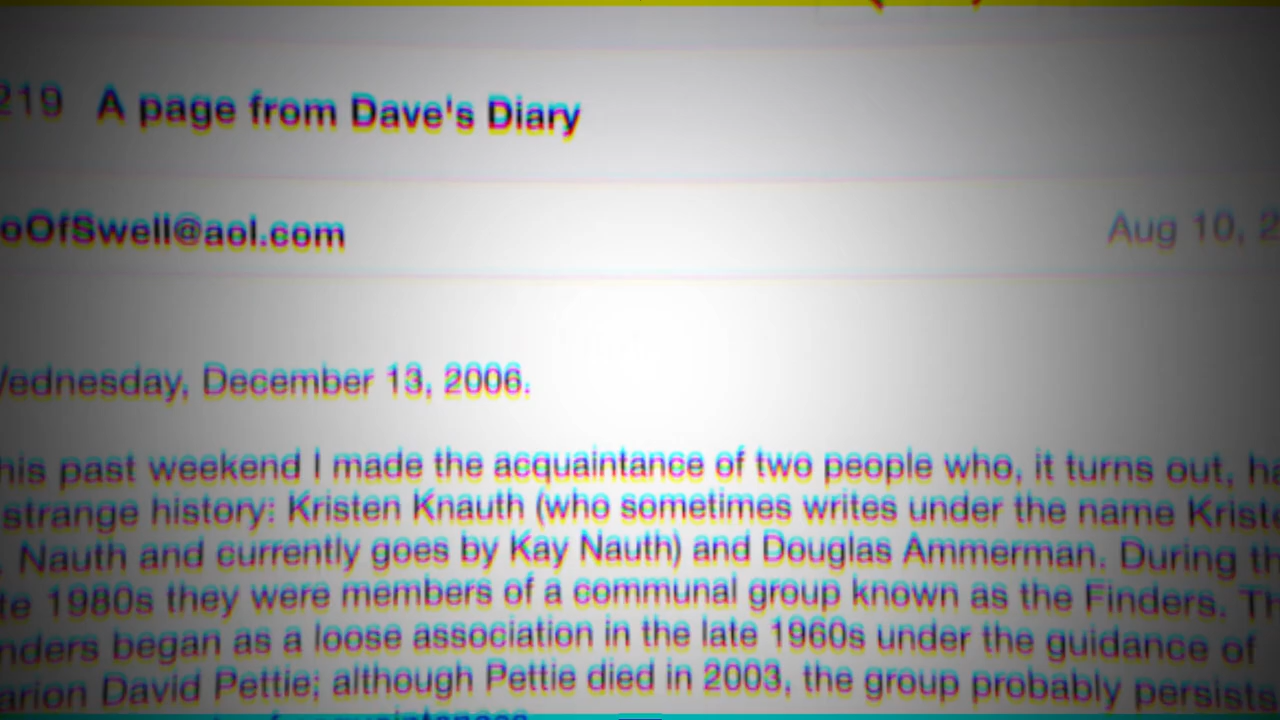 219 A page from Dave's Diary
oOfSwell@aol.com
Aug 10, 2
ednesday, December 13, 2006.
his past weekend I made the acquaintance of two people who, it turns out, ha
strange history: Kristen Knauth (who sometimes writes under the name Kriste
. Nauth and currently goes by Kay Nauth) and Douglas Ammerman. During th
te 1980s they were members of a communal group known as the Finders. Th
nders began as a loose association in the late 1960s under the guidance of
arion David Pettie; although Pettie died in 2003, the group probably persists